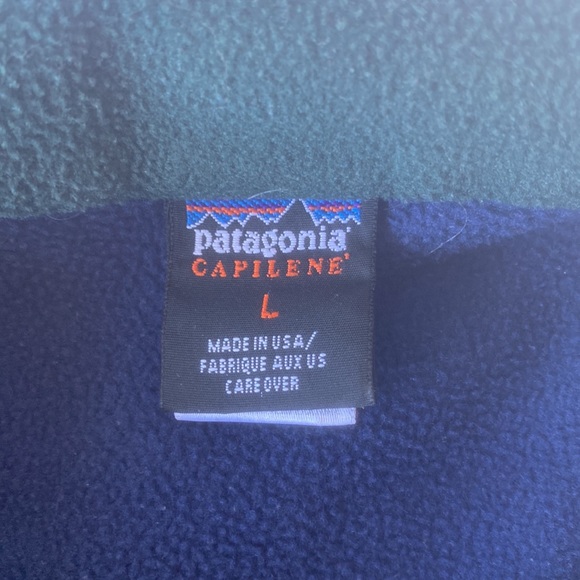 patagonia®
CAPILENE®
L
MADE IN USA/
FABRIQUE AUX US
CARE OVER